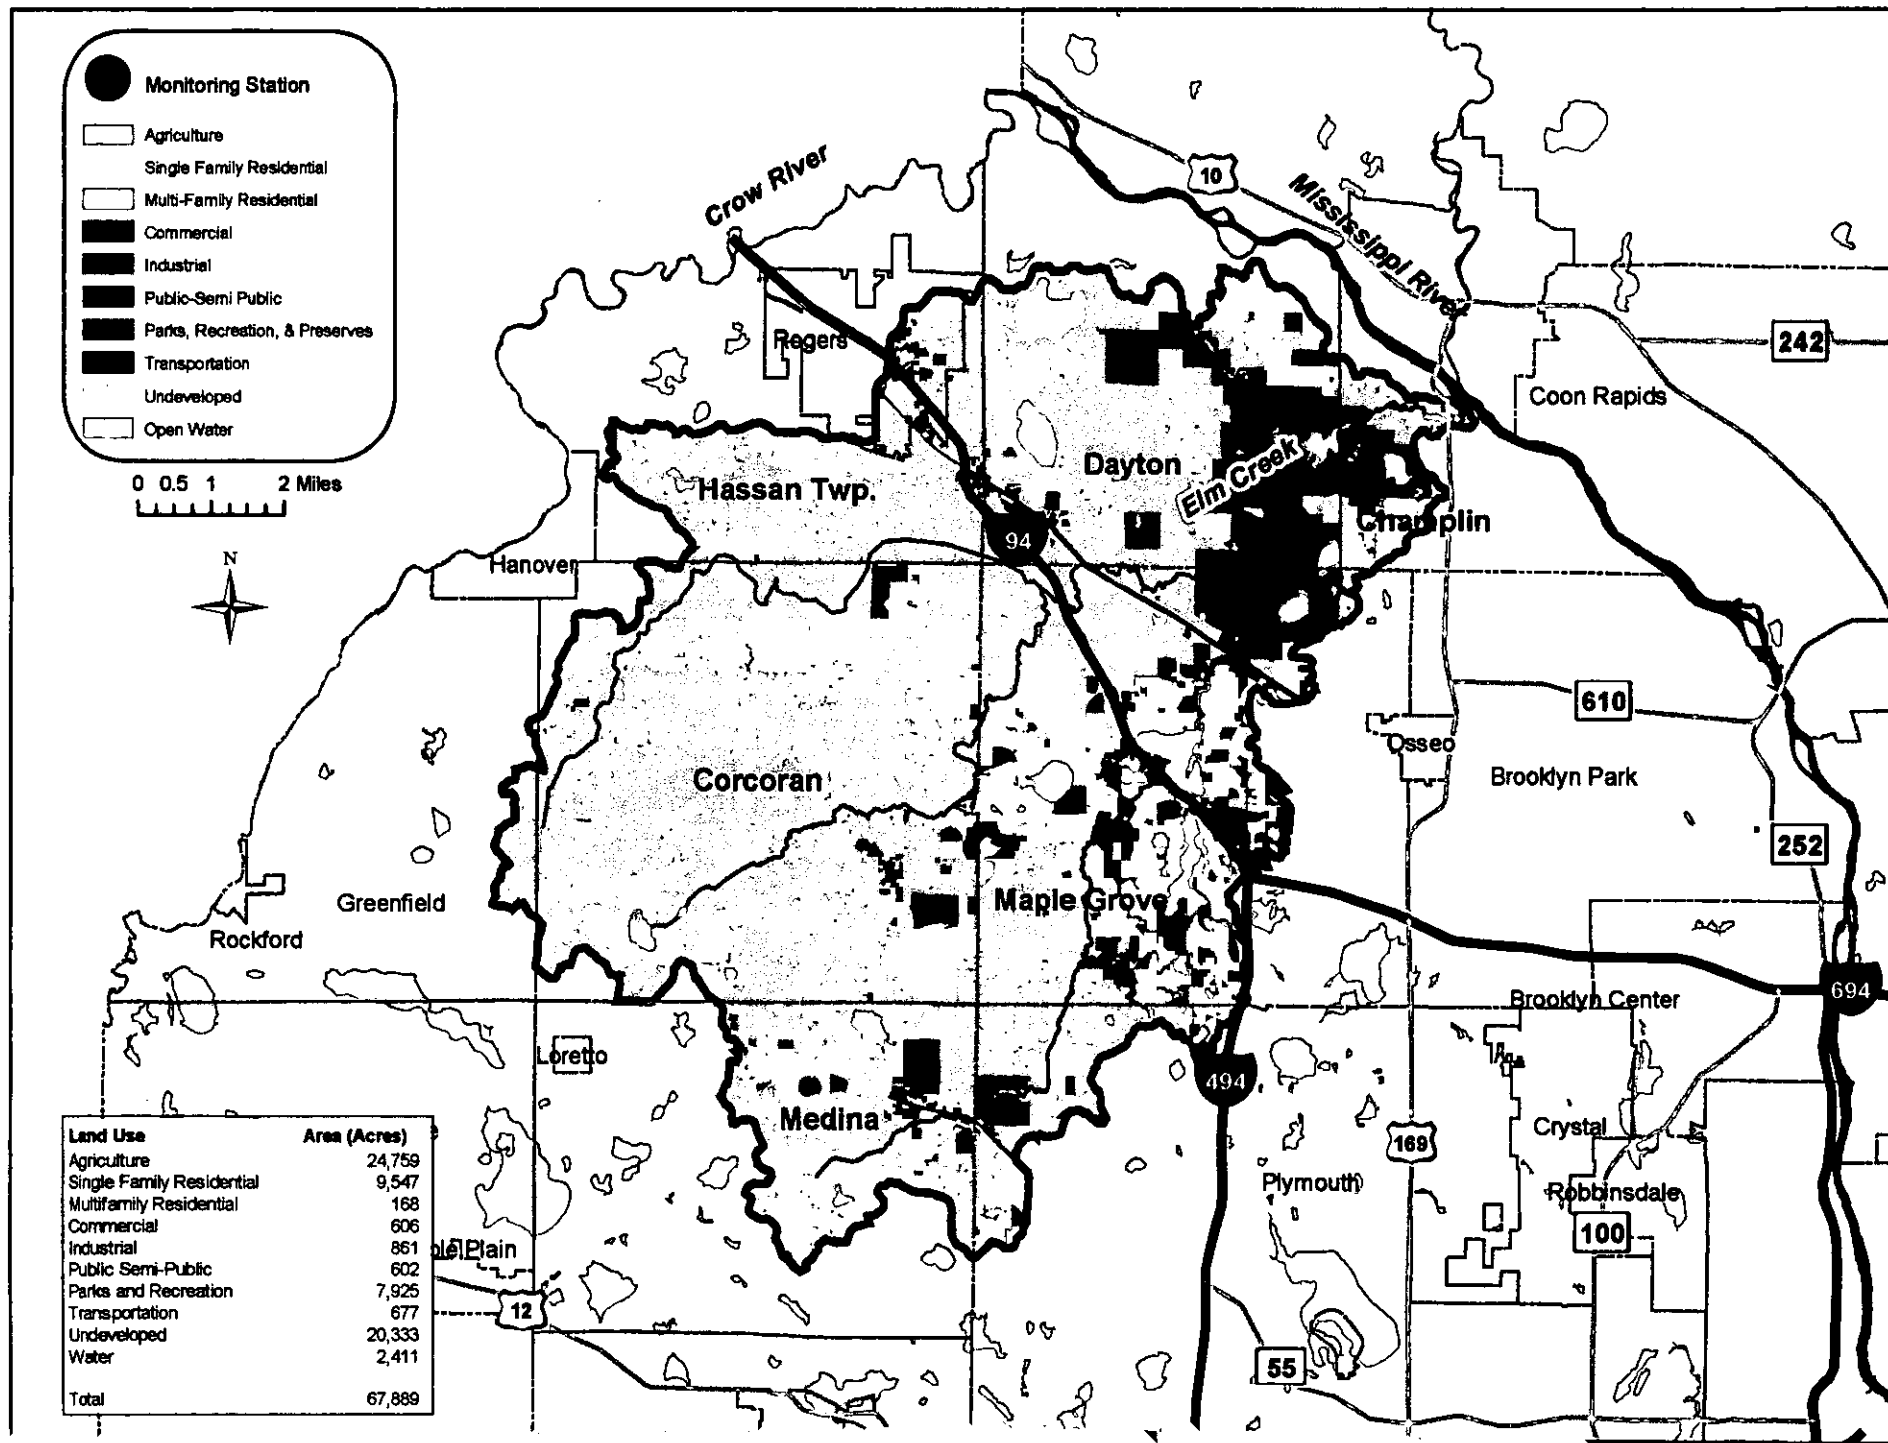 Monitoring Station
Agriculture
Single Family Residential
Multi-Family Residential
Commercial
Industrial
Public-Semi Public
Parks, Recreation, & Preserves
Transportation
Undeveloped
Open Water
0 0.5 1 2 Miles
N
Crow River
10
Mississippi River
242
Rogers
Coon Rapids
Dayton
Elm Creek
Hassan Twp.
Champlin
94
Hanover
610
Osseo
Corcoran
Brooklyn Park
252
Maple Grove
Greenfield
Rockford
694
Brooklyn Center
Loretto
494
Medina
Crystal
169
Plymouth
Robbinsdale
100
Plain
12
55
Land Use Area (Acres)
Agriculture 24,759
Single Family Residential 9,547
Multifamily Residential 168
Commercial 606
Industrial 861
Public Semi-Public 602
Parks and Recreation 7,925
Transportation 677
Undeveloped 20,333
Water 2,411
Total 67,889